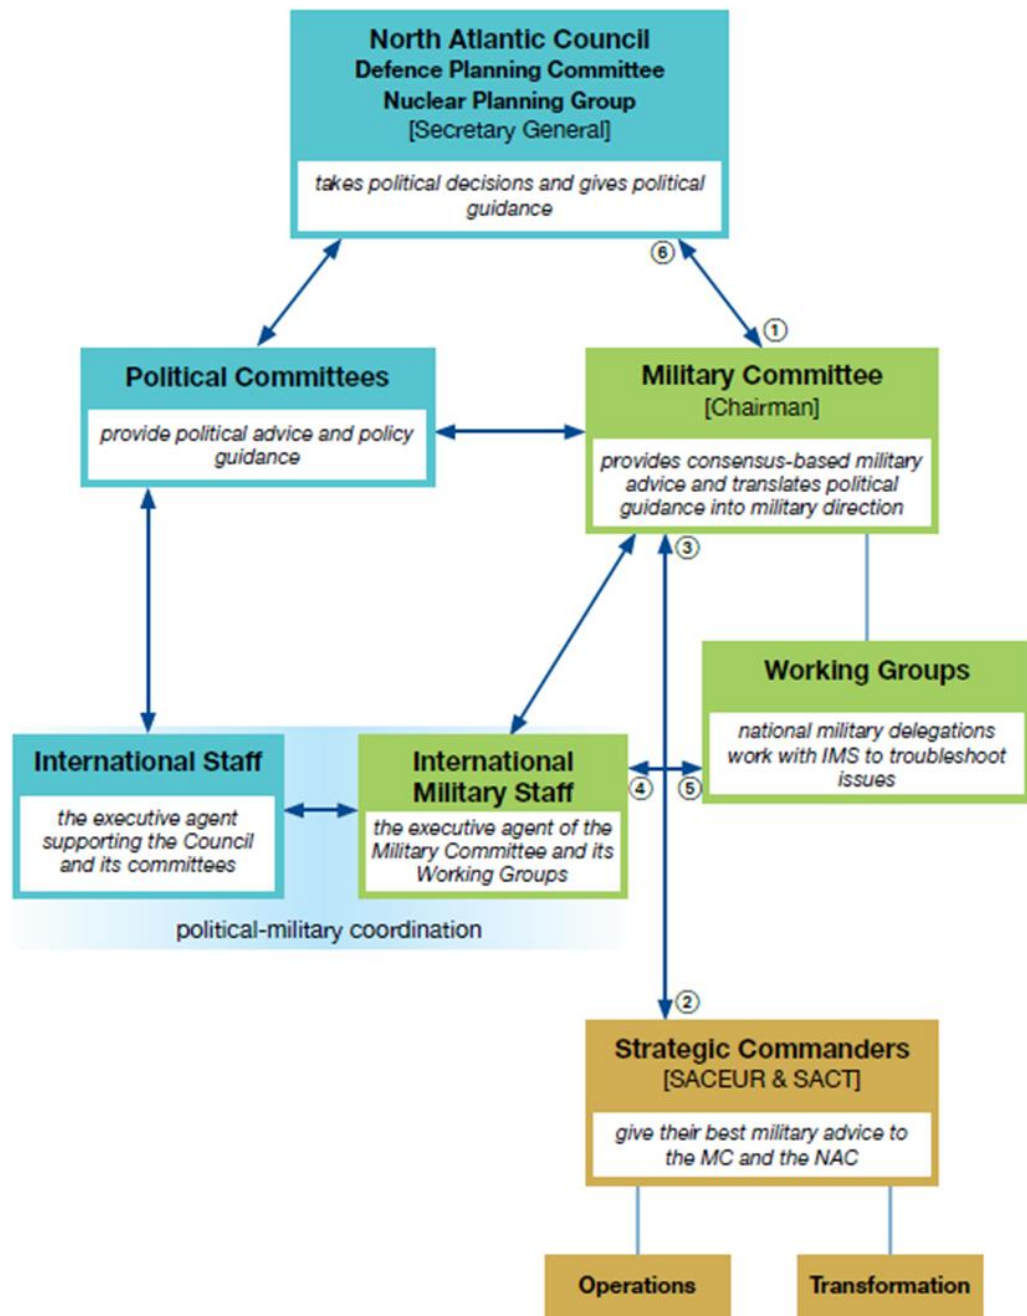 North Atlantic Council
Defence Planning Committee
Nuclear Planning Group
[Secretary General]
takes political decisions and gives political
guidance
⑥
①
Political Committees
provide political advice and policy
guidance
Military Committee
[Chairman]
provides consensus-based military
advice and translates political
guidance into military direction
③
Working Groups
national military delegations
work with IMS to troubleshoot
issues
International Staff
the executive agent
supporting the Council
and its committees
International
Military Staff
the executive agent of the
Military Committee and its
Working Groups
④
⑤
political-military coordination
②
Strategic Commanders
[SACEUR & SACT]
give their best military advice to
the MC and the NAC
Operations
Transformation